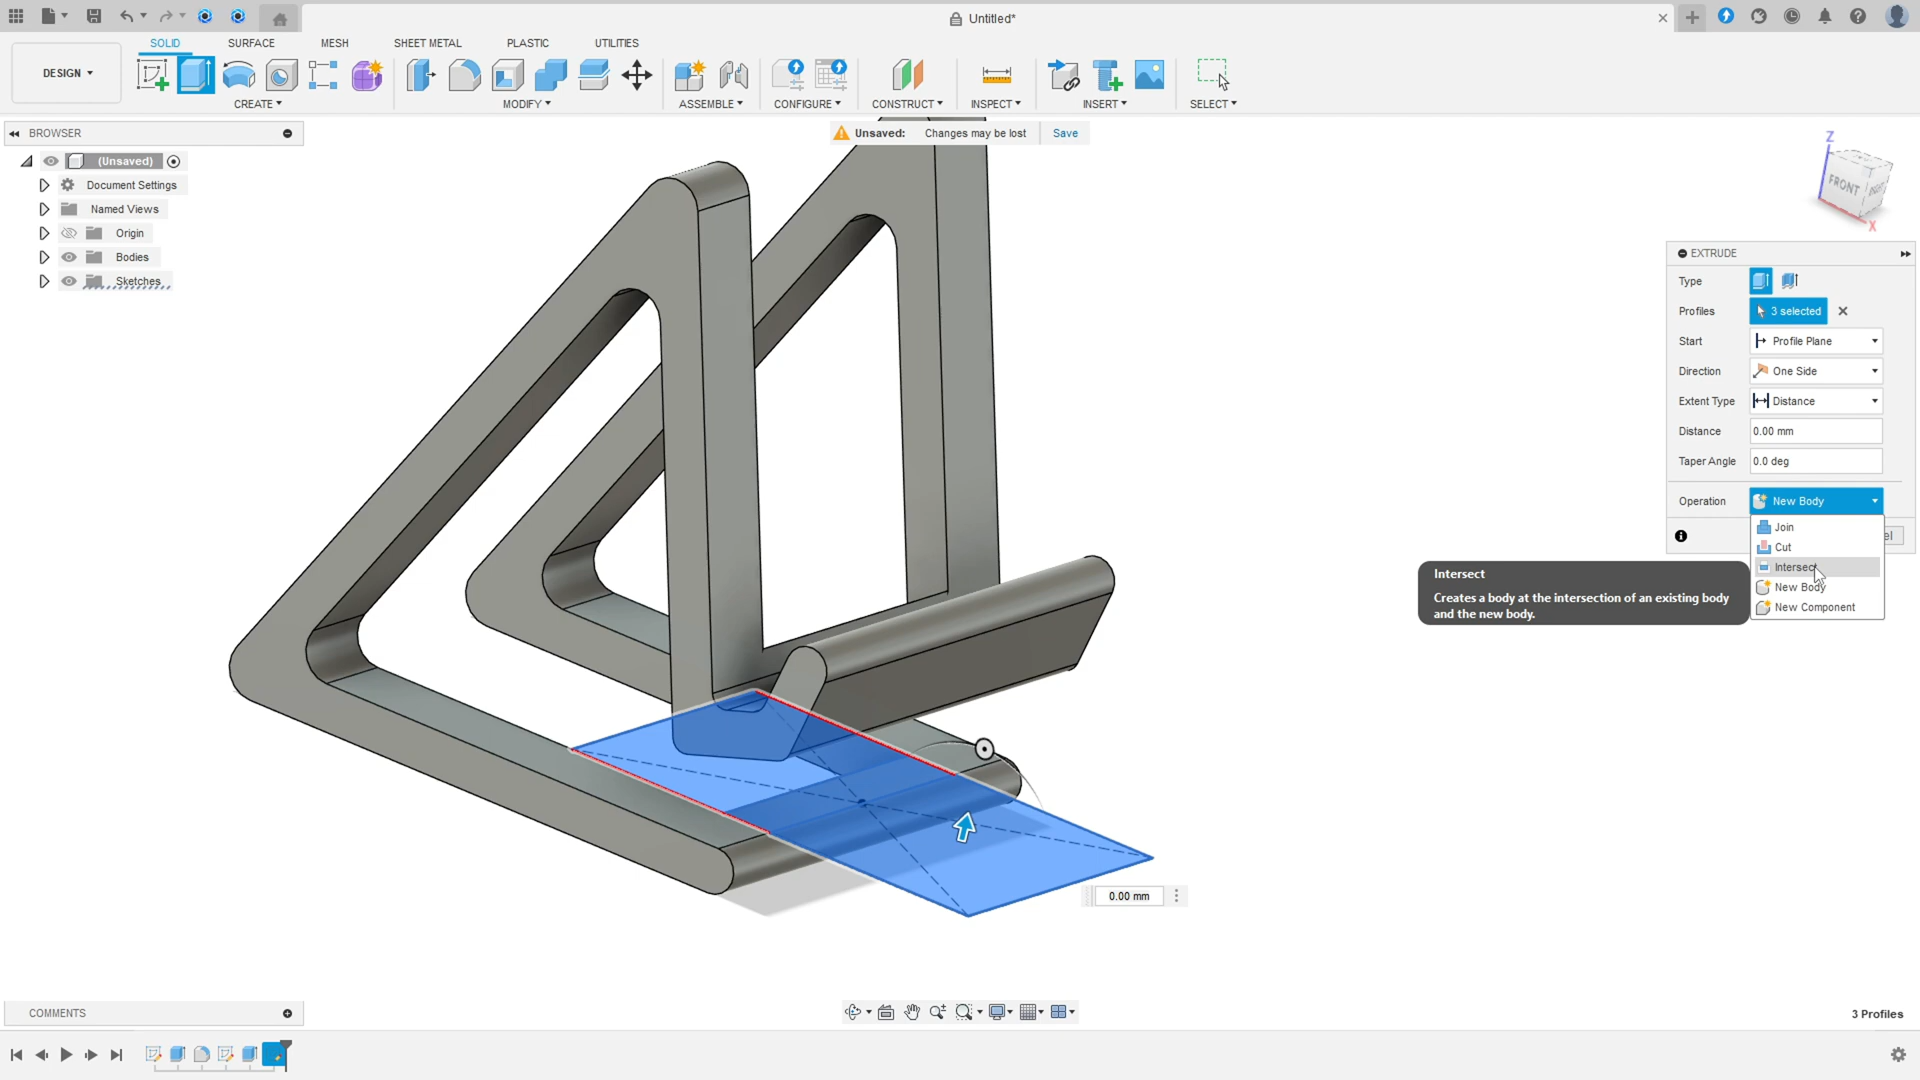 Untitled*
DESIGN
SOLID
SURFACE
MESH
SHEET METAL
PLASTIC
UTILITIES
CREATE
MODIFY
ASSEMBLE
CONFIGURE
CONSTRUCT
INSPECT
INSERT
SELECT
BROWSER
Unsaved: Changes may be lost Save
(Unsaved)
Document Settings
Named Views
Origin
Bodies
Sketches
Z
FRONT
X
EXTRUDE
Type
Profiles 3 selected
Start Profile Plane
Direction One Side
Extent Type Distance
Distance 0.00 mm
Taper Angle 0.0 deg
Operation New Body
Join
Cut
Intersect
New Body
New Component
Intersect
Creates a body at the intersection of an existing body
and the new body.
0.00 mm
COMMENTS
3 Profiles